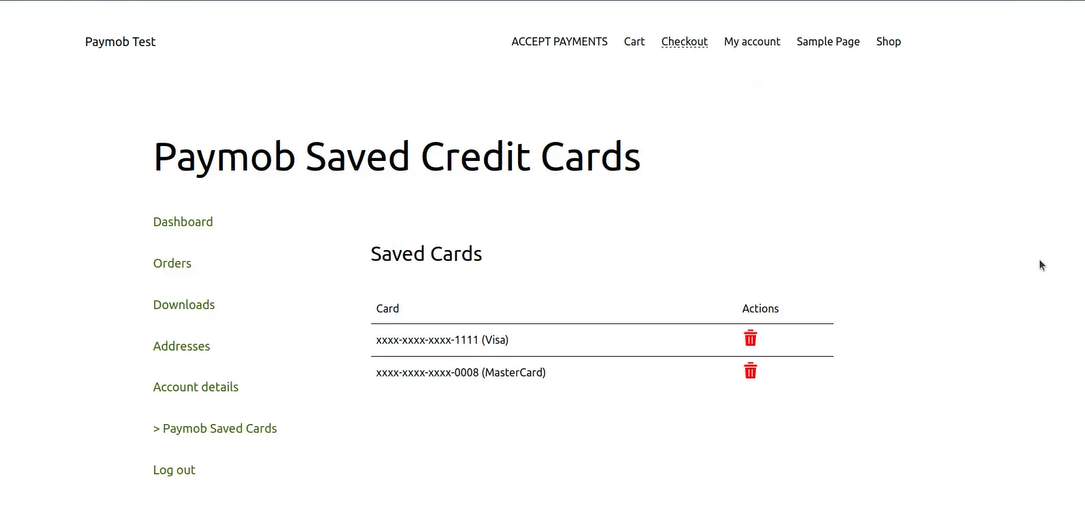 Paymob Test
ACCEPT PAYMENTS Cart Checkout My account Sample Page Shop
Paymob Saved Credit Cards
Dashboard
Orders
Downloads
Addresses
Account details
> Paymob Saved Cards
Log out
Saved Cards
Card Actions
xxxx-xxxx-xxxx-1111 (Visa)
xxxx-xxxx-xxxx-0008 (MasterCard)